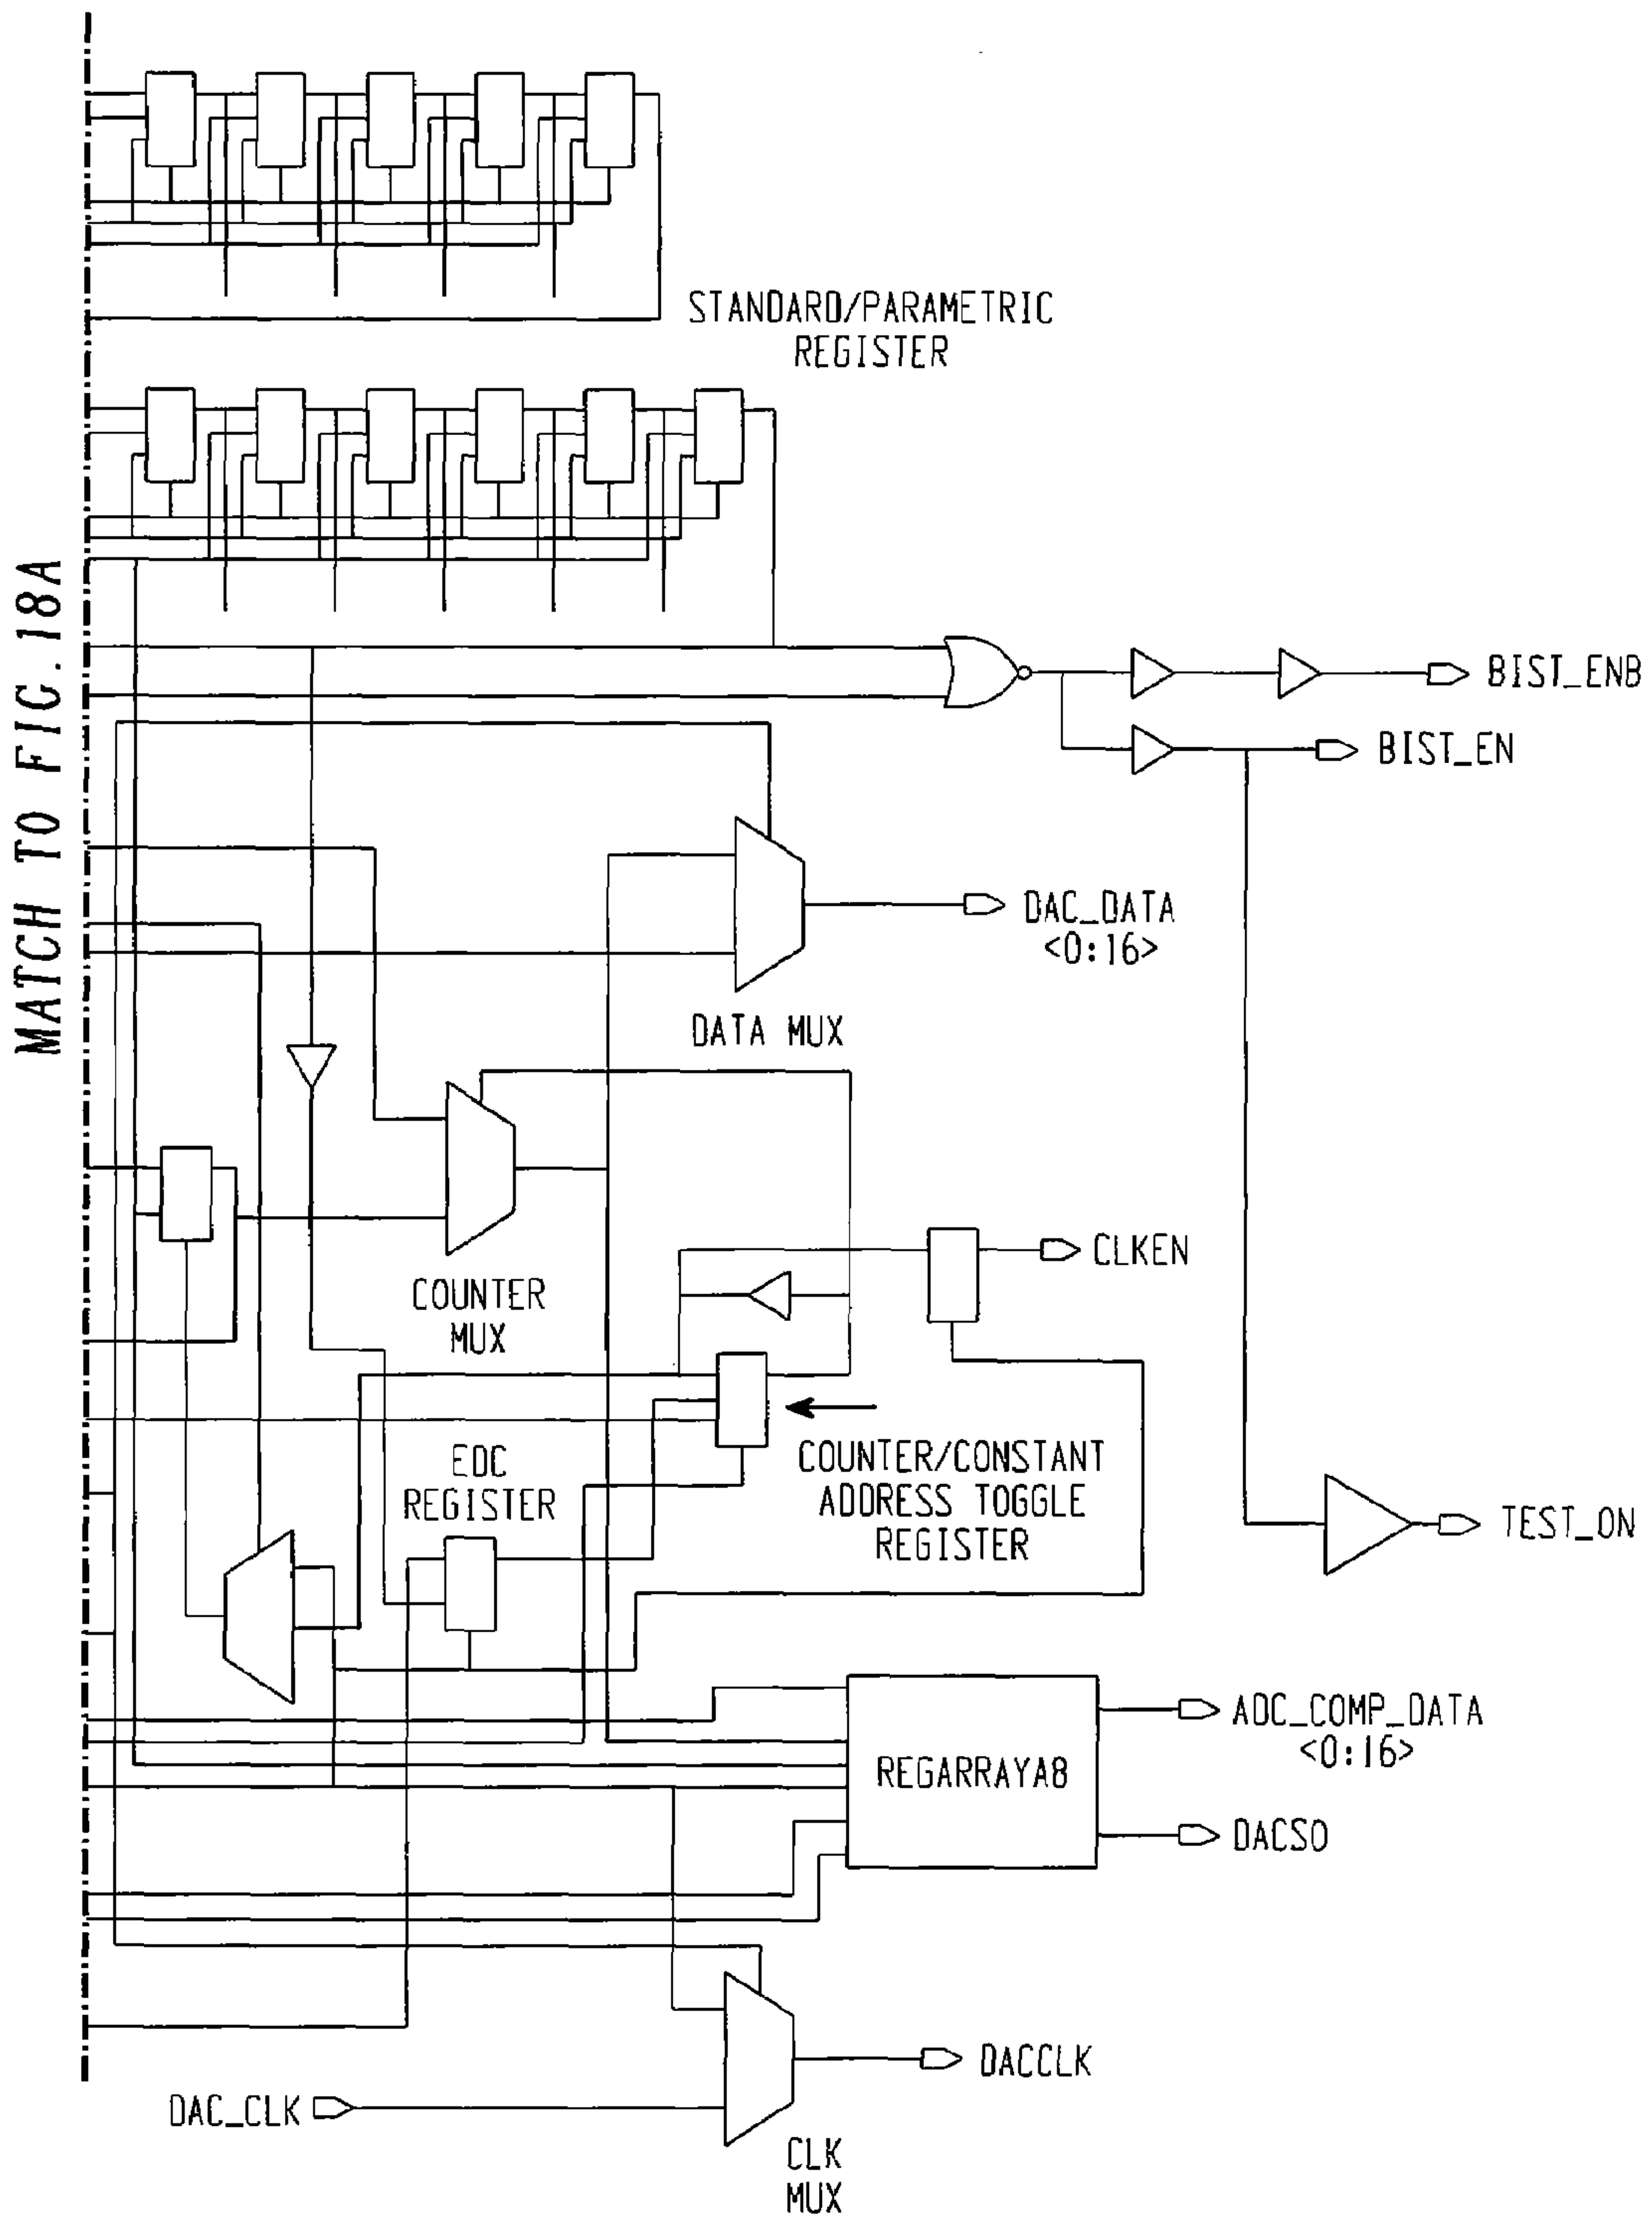 MATCH TO FIG.18A
STANDARD/PARAMETRIC
REGISTER
BIST_ENB
BIST_EN
DAC_DATA
<0:16>
DATA MUX
CLKEN
COUNTER
MUX
EDC
REGISTER
COUNTER/CONSTANT
ADDRESS TOGGLE
REGISTER
TEST_ON
ADC_COMP_DATA
<0:16>
REGARRAYA8
DACSO
DACCLK
DAC_CLK
CLK
MUX